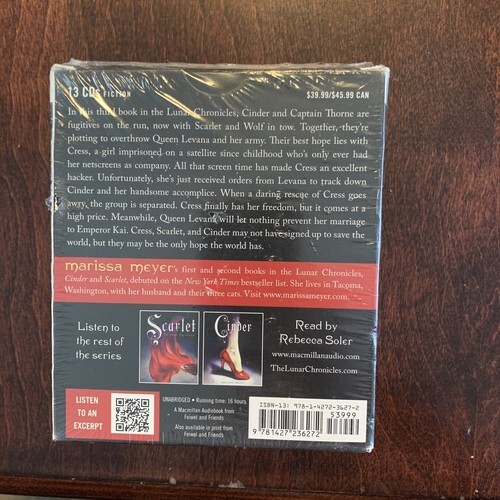 13 CDs FICTION $39.99/$45.99 CAN
In this third book in the Lunar Chronicles, Cinder and Captain Thorne are
fugitives on the run, now with Scarlet and Wolf in tow. Together, they're
plotting to overthrow Queen Levana and her army. Their best hope lies with
Cress, a girl imprisoned on a satellite since childhood who's only ever had
her netscreens as company. All that screen time has made Cress an excellent
hacker. Unfortunately, she's just received orders from Levana to track down
Cinder and her handsome accomplice. When a daring rescue of Cress goes
away, the group is separated. Cress finally has her freedom, but it comes at a
high price. Meanwhile, Queen Levana will let nothing prevent her marriage
to Emperor Kai. Cress, Scarlet, and Cinder may not have signed up to save the
world, but they may be the only hope the world has.
marissa meyer's first and second books in the Lunar Chronicles,
Cinder and Scarlet, debuted on the New York Times bestseller list. She lives in Tacoma,
Washington, with her husband and their three cats. Visit www.marissameyer.com.
Listen to
the rest of
the series
Scarlet
Cinder
Read by
Rebecca Soler
www.macmillanaudio.com
TheLunarChronicles.com
LISTEN
TO AN
EXCERPT
UNABRIDGED • Running time: 16 hours
A Macmillan Audiobook from
Feiwel and Friends
Also available in print from
Feiwel and Friends
ISBN-13: 978-1-4272-3627-2
53999
9 781427 236272